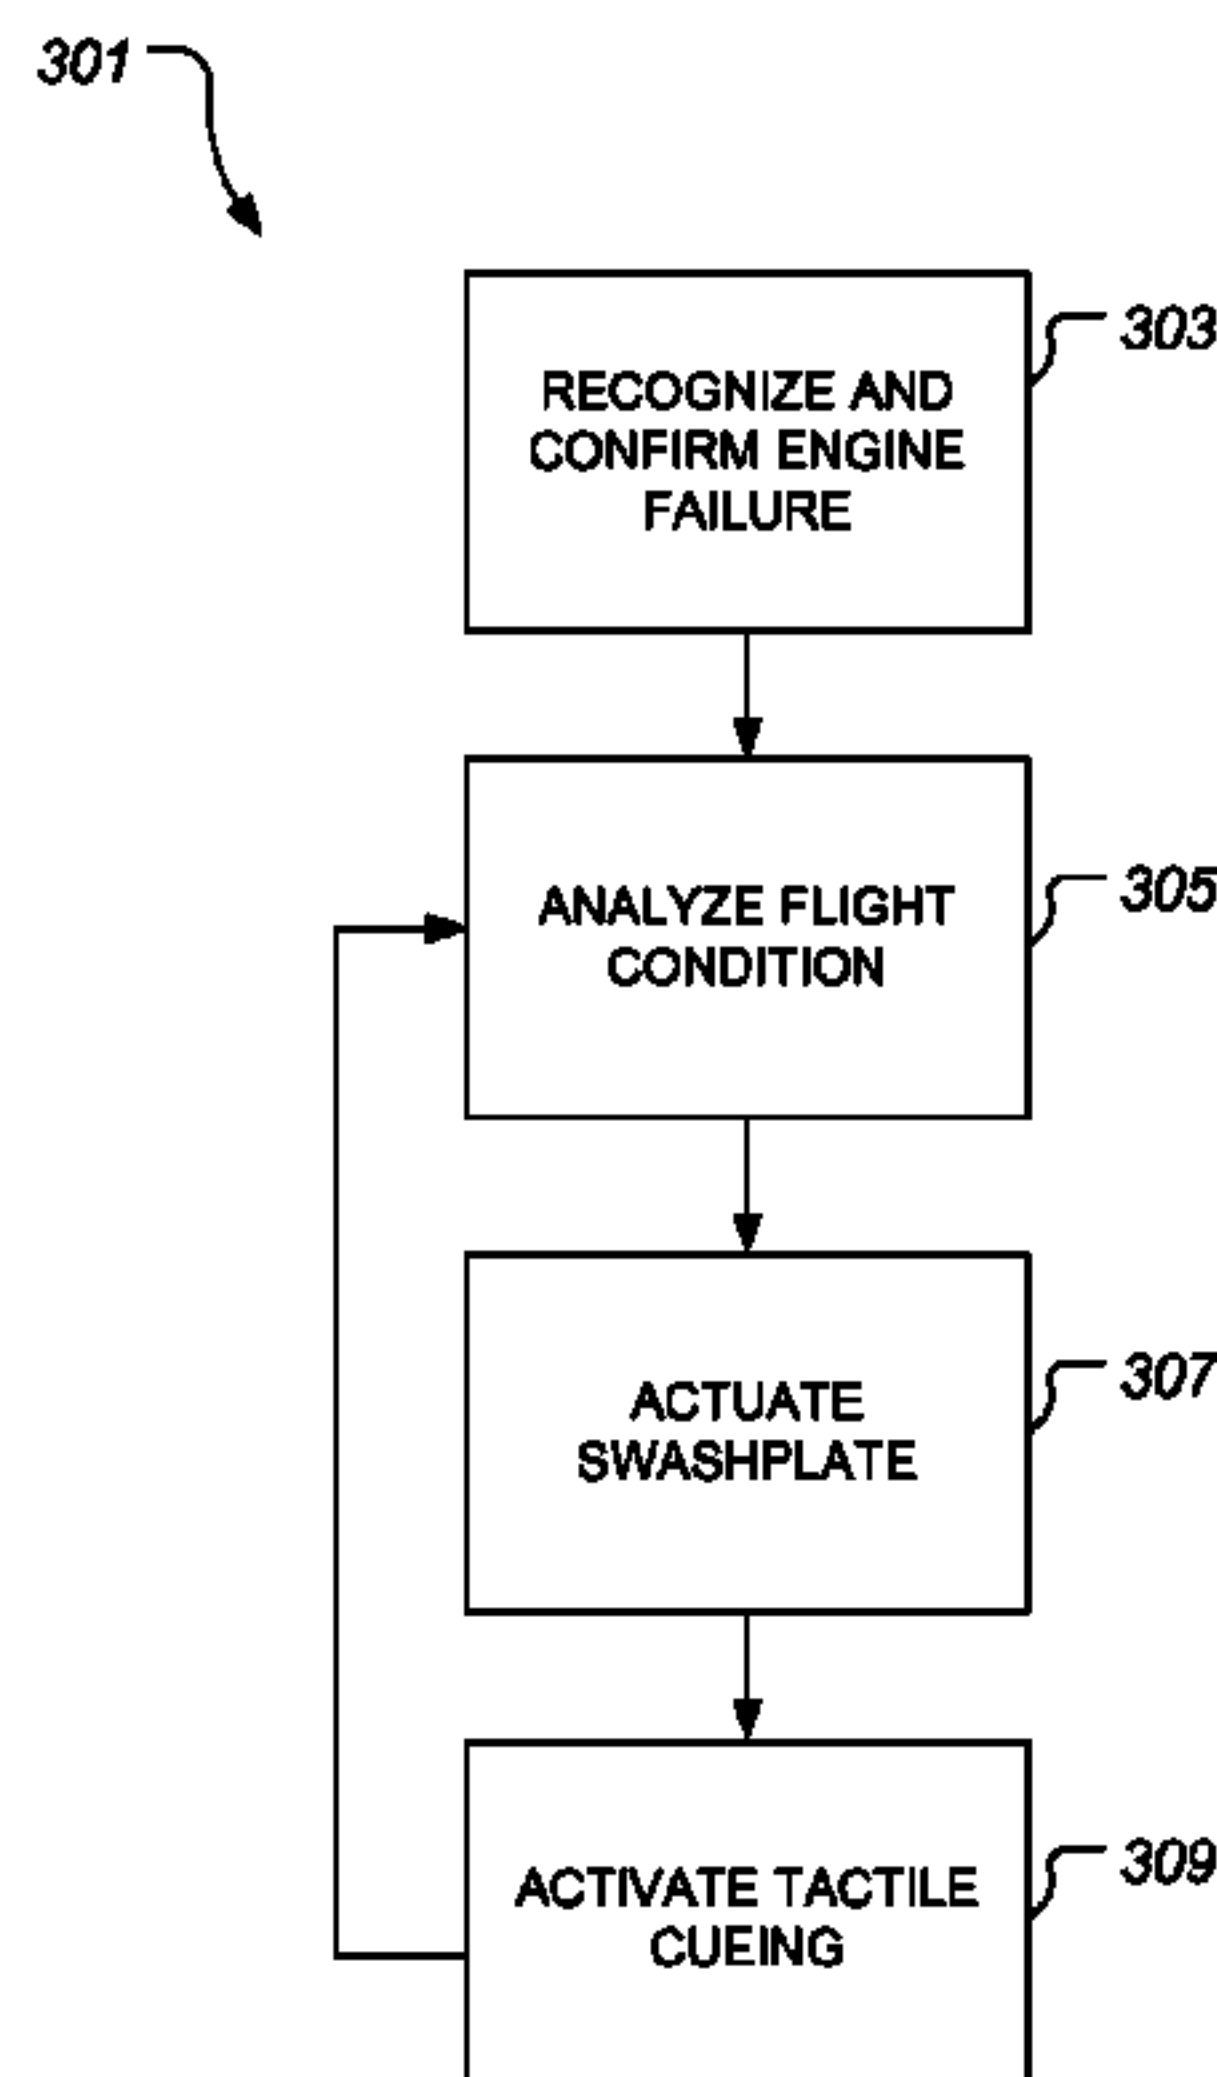 301
303
RECOGNIZE AND
CONFIRM ENGINE
FAILURE
305
ANALYZE FLIGHT
CONDITION
307
ACTUATE
SWASHPLATE
309
ACTIVATE TACTILE
CUEING